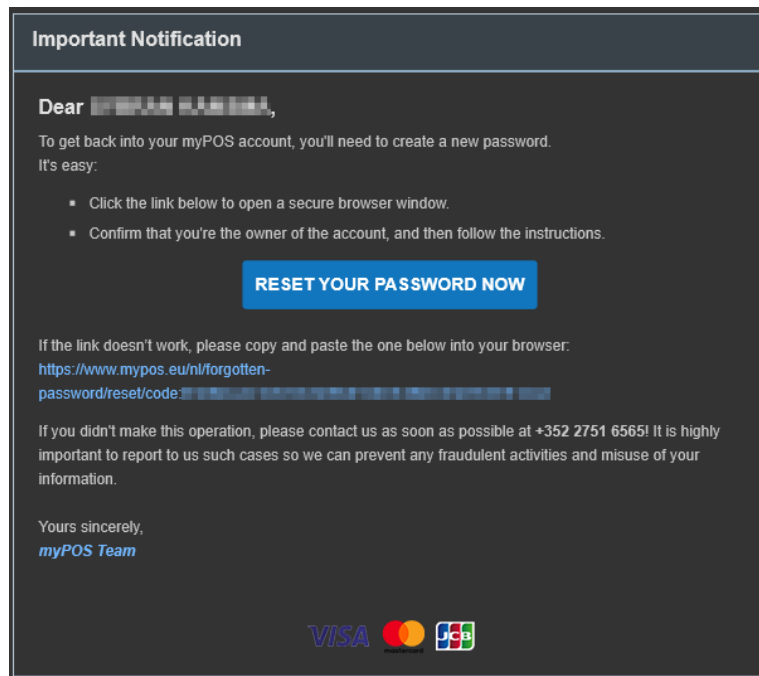 Important Notification
Dear ,
To get back into your myPOS account, you'll need to create a new password.
It's easy:
▪ Click the link below to open a secure browser window.
▪ Confirm that you're the owner of the account, and then follow the instructions.
RESET YOUR PASSWORD NOW
If the link doesn't work, please copy and paste the one below into your browser:
https://www.mypos.eu/nl/forgotten-
password/reset/code:
If you didn't make this operation, please contact us as soon as possible at +352 2751 6565! It is highly
important to report to us such cases so we can prevent any fraudulent activities and misuse of your
information.
Yours sincerely,
myPOS Team
VISA mastercard JCB